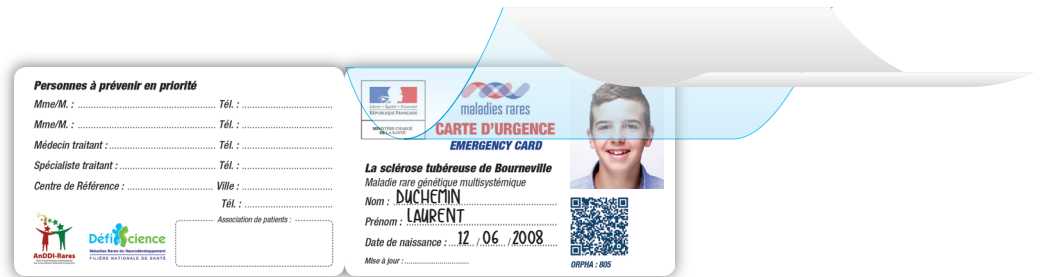 Personnes à prévenir en priorité
Mme/M. : .................................................. Tél. : .................................
Mme/M. : .................................................. Tél. : .................................
Médecin traitant : ....................................... Tél. : .................................
Spécialiste traitant : ................................... Tél. : .................................
Centre de Référence : ............................... Ville : ................................
Tél. : ................................
Association de patients :
AnDDI-Rares
DéfiScience
Maladies Rares du Neurodéveloppement
FILIÈRE NATIONALE DE SANTÉ
Liberté • Égalité • Fraternité
RÉPUBLIQUE FRANÇAISE
MINISTÈRE CHARGÉ
DE LA SANTÉ
maladies rares
CARTE D'URGENCE
EMERGENCY CARD
La sclérose tubéreuse de Bourneville
Maladie rare génétique multisystémique
Nom : DUCHEMIN
Prénom : LAURENT
Date de naissance : 12 / 06 / 2008
Mise à jour : ..........................
ORPHA : 805